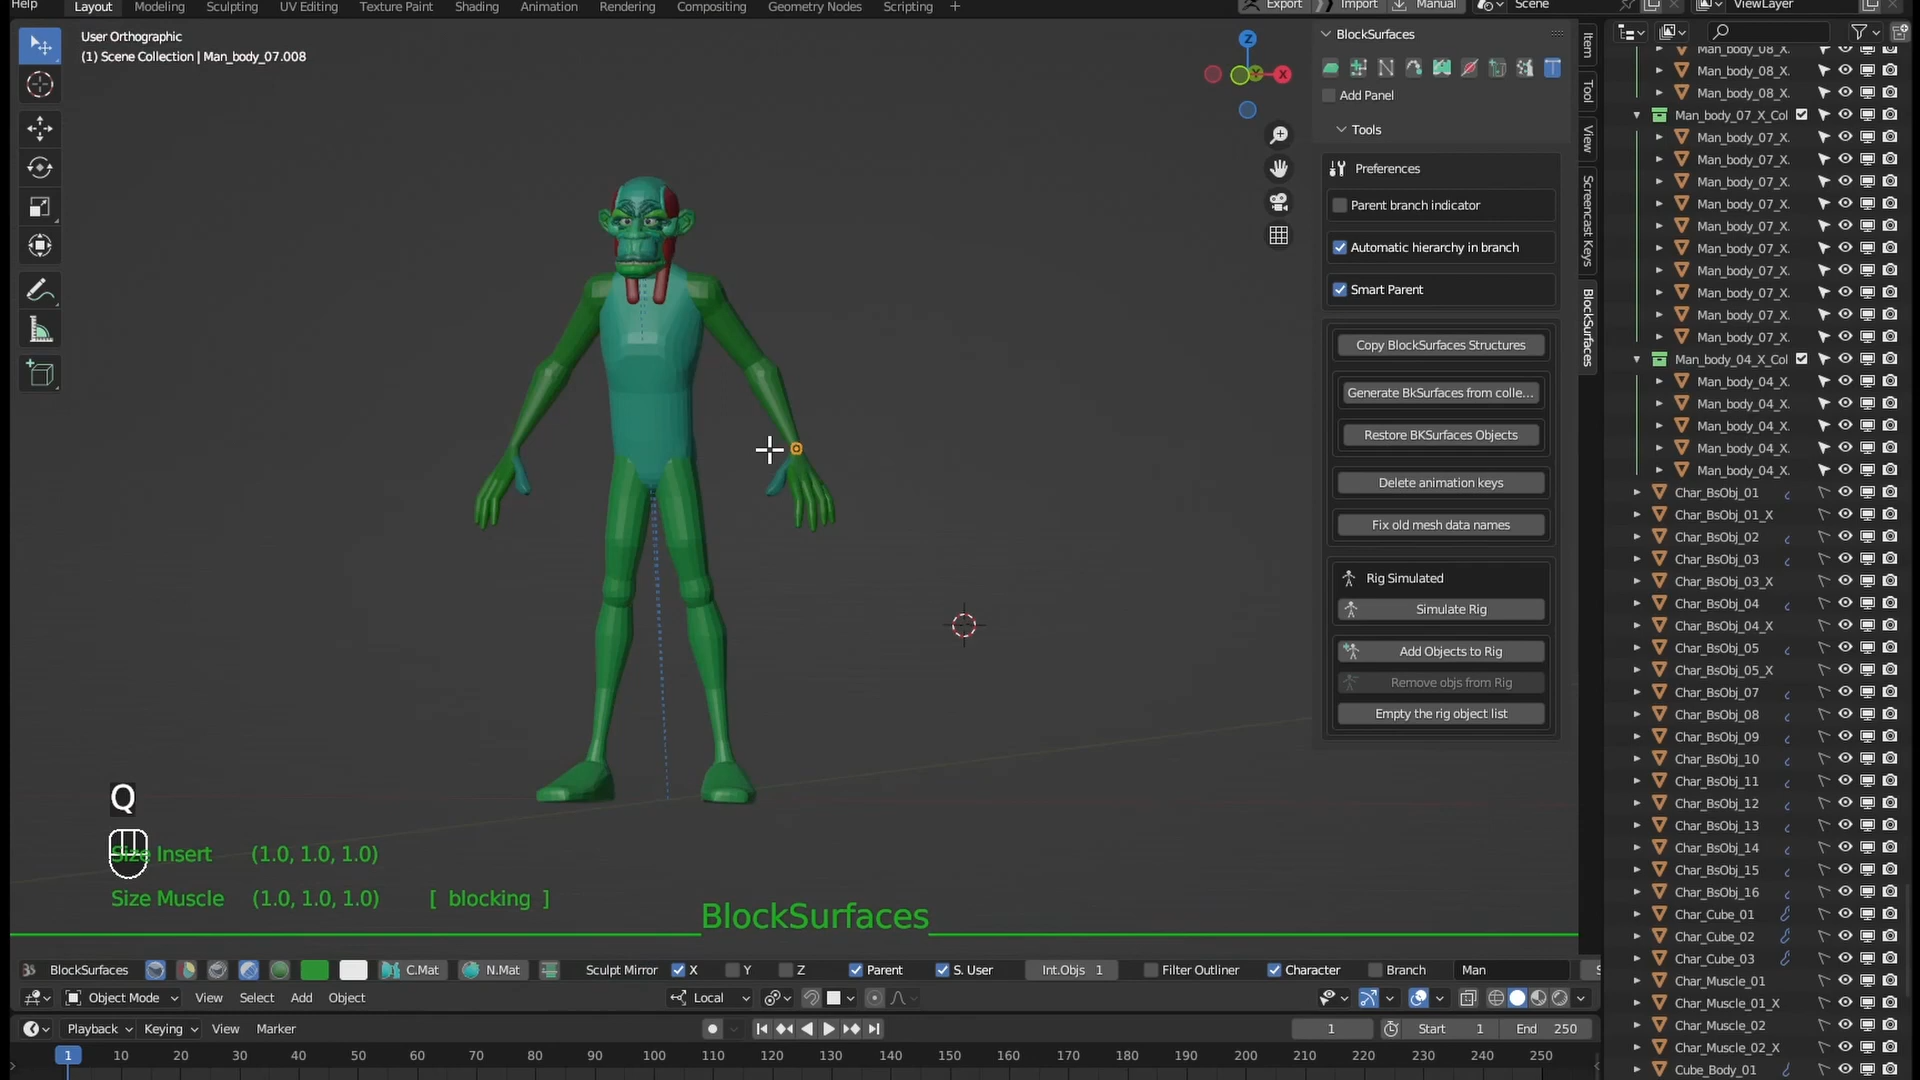 Help Layout Modeling Sculpting UV Editing Texture Paint Shading Animation Rendering Compositing Geometry Nodes Scripting + Export Import Manual Scene ViewLayer
User Orthographic
(1) Scene Collection | Man_body_07.008
Z
X
BlockSurfaces
Add Panel
Tools
Preferences
Parent branch indicator
Automatic hierarchy in branch
Smart Parent
Copy BlockSurfaces Structures
Generate BkSurfaces from colle...
Restore BKSurfaces Objects
Delete animation keys
Fix old mesh data names
Rig Simulated
Simulate Rig
Add Objects to Rig
Remove objs from Rig
Empty the rig object list
Item
Tool
View
Screencast Keys
BlockSurfaces
Man_body_08_X.
Man_body_08_X.
Man_body_08_X.
Man_body_07_X_Col
Man_body_07_X.
Man_body_07_X.
Man_body_07_X.
Man_body_07_X.
Man_body_07_X.
Man_body_07_X.
Man_body_07_X.
Man_body_07_X.
Man_body_07_X.
Man_body_07_X.
Man_body_04_X_Col
Man_body_04_X.
Man_body_04_X.
Man_body_04_X.
Man_body_04_X.
Man_body_04_X.
Char_BsObj_01
Char_BsObj_01_X
Char_BsObj_02
Char_BsObj_03
Char_BsObj_03_X
Char_BsObj_04
Char_BsObj_04_X
Char_BsObj_05
Char_BsObj_05_X
Char_BsObj_07
Char_BsObj_08
Char_BsObj_09
Char_BsObj_10
Char_BsObj_11
Char_BsObj_12
Char_BsObj_13
Char_BsObj_14
Char_BsObj_15
Char_BsObj_16
Char_Cube_01
Char_Cube_02
Char_Cube_03
Char_Muscle_01
Char_Muscle_01_X
Char_Muscle_02
Char_Muscle_02_X
Cube_Body_01
Q
Size Insert (1.0, 1.0, 1.0)
Size Muscle (1.0, 1.0, 1.0) [ blocking ]
BlockSurfaces
BlockSurfaces C.Mat N.Mat Sculpt Mirror X Y Z Parent S. User Int.Objs 1 Filter Outliner Character Branch Man
Object Mode View Select Add Object Local
Playback Keying View Marker 1 Start 1 End 250
1 10 20 30 40 50 60 70 80 90 100 110 120 130 140 150 160 170 180 190 200 210 220 230 240 250